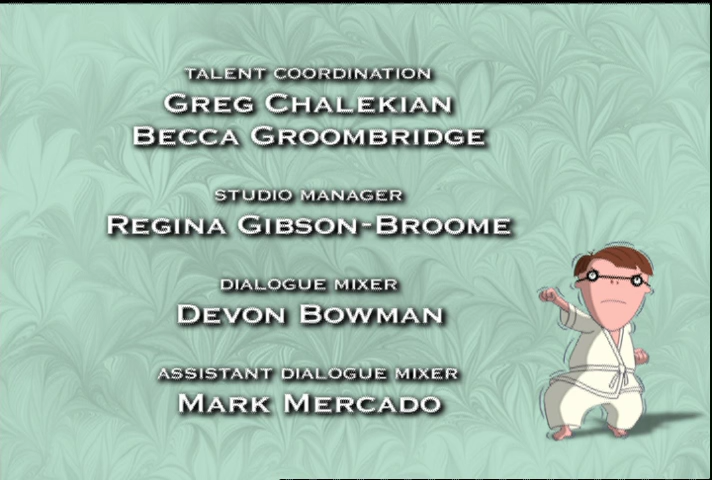 TALENT COORDINATION
GREG CHALEKIAN
BECCA GROOMBRIDGE
STUDIO MANAGER
REGINA GIBSON-BROOME
DIALOGUE MIXER
DEVON BOWMAN
ASSISTANT DIALOGUE MIXER
MARK MERCADO